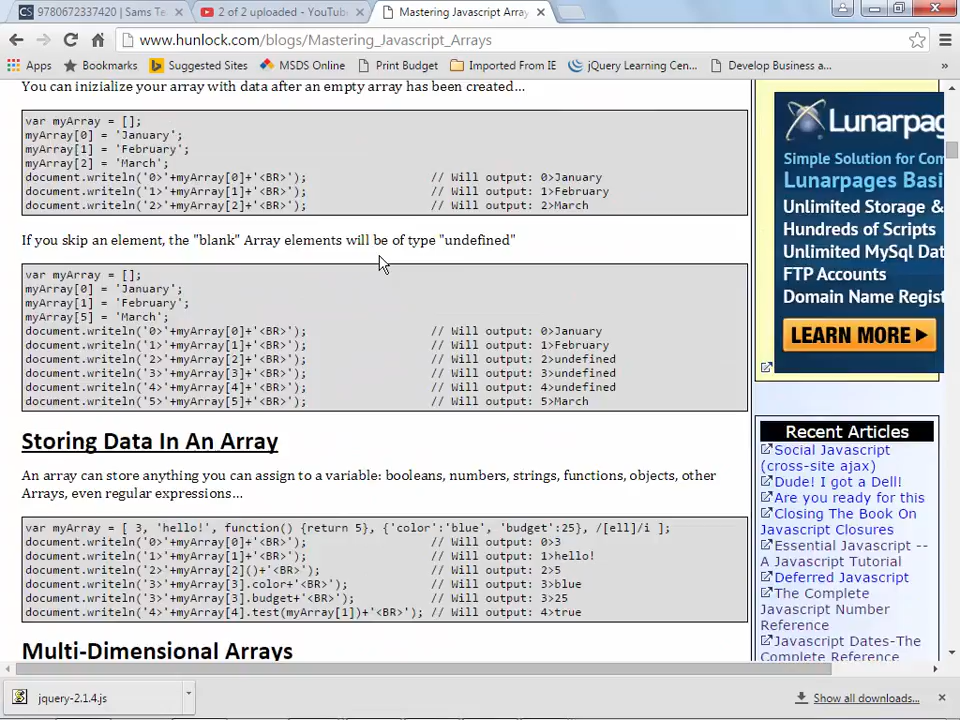 9780672337420 | Sams Te
2 of 2 uploaded - YouTube
Mastering Javascript Array
www.hunlock.com/blogs/Mastering_Javascript_Arrays
Apps Bookmarks Suggested Sites MSDS Online Print Budget Imported From IE jQuery Learning Cen... Develop Business a... »
You can inizialize your array with data after an empty array has been created...
var myArray = [];
myArray[0] = 'January';
myArray[1] = 'February';
myArray[2] = 'March';
document.writeln('0>'+myArray[0]+'<BR>'); // Will output: 0>January
document.writeln('1>'+myArray[1]+'<BR>'); // Will output: 1>February
document.writeln('2>'+myArray[2]+'<BR>'); // Will output: 2>March
If you skip an element, the "blank" Array elements will be of type "undefined"
var myArray = [];
myArray[0] = 'January';
myArray[1] = 'February';
myArray[5] = 'March';
document.writeln('0>'+myArray[0]+'<BR>'); // Will output: 0>January
document.writeln('1>'+myArray[1]+'<BR>'); // Will output: 1>February
document.writeln('2>'+myArray[2]+'<BR>'); // Will output: 2>undefined
document.writeln('3>'+myArray[3]+'<BR>'); // Will output: 3>undefined
document.writeln('4>'+myArray[4]+'<BR>'); // Will output: 4>undefined
document.writeln('5>'+myArray[5]+'<BR>'); // Will output: 5>March
Storing Data In An Array
An array can store anything you can assign to a variable: booleans, numbers, strings, functions, objects, other
Arrays, even regular expressions...
var myArray = [ 3, 'hello!', function() {return 5}, {'color':'blue', 'budget':25}, /[ell]/i ];
document.writeln('0>'+myArray[0]+'<BR>'); // Will output: 0>3
document.writeln('1>'+myArray[1]+'<BR>'); // Will output: 1>hello!
document.writeln('2>'+myArray[2]()+'<BR>'); // Will output: 2>5
document.writeln('3>'+myArray[3].color+'<BR>'); // Will output: 3>blue
document.writeln('3>'+myArray[3].budget+'<BR>'); // Will output: 3>25
document.writeln('4>'+myArray[4].test(myArray[1])+'<BR>'); // Will output: 4>true
Multi-Dimensional Arrays
Lunarpag
Simple Solution for Com
Lunarpages Basi
Unlimited Storage &
Hundreds of Scripts
Unlimited MySql Dat
FTP Accounts
Domain Name Regist
LEARN MORE
Recent Articles
Social Javascript
(cross-site ajax)
Dude! I got a Dell!
Are you ready for this
Closing The Book On
Javascript Closures
Essential Javascript --
A Javascript Tutorial
Deferred Javascript
The Complete
Javascript Number
Reference
Javascript Dates-The
Complete Reference
jquery-2.1.4.js
Show all downloads...